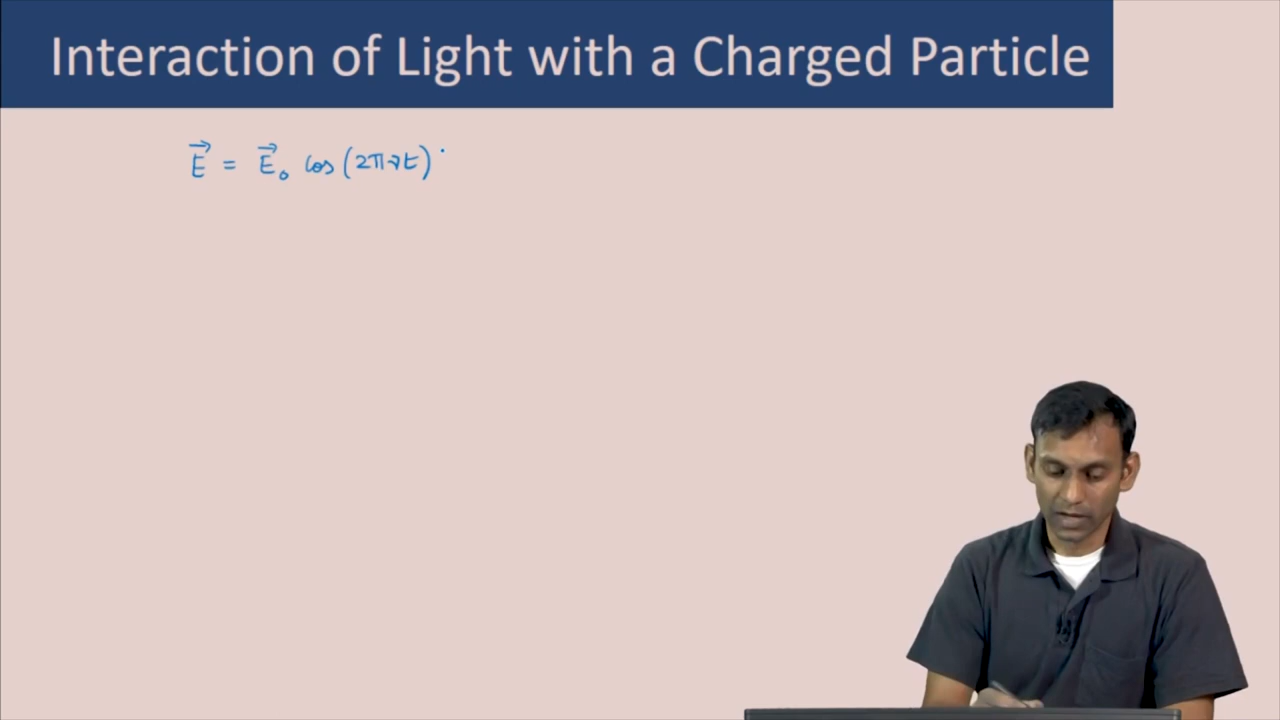 Interaction of Light with a Charged Particle
E⃗ = E⃗₀ cos(2πνt)